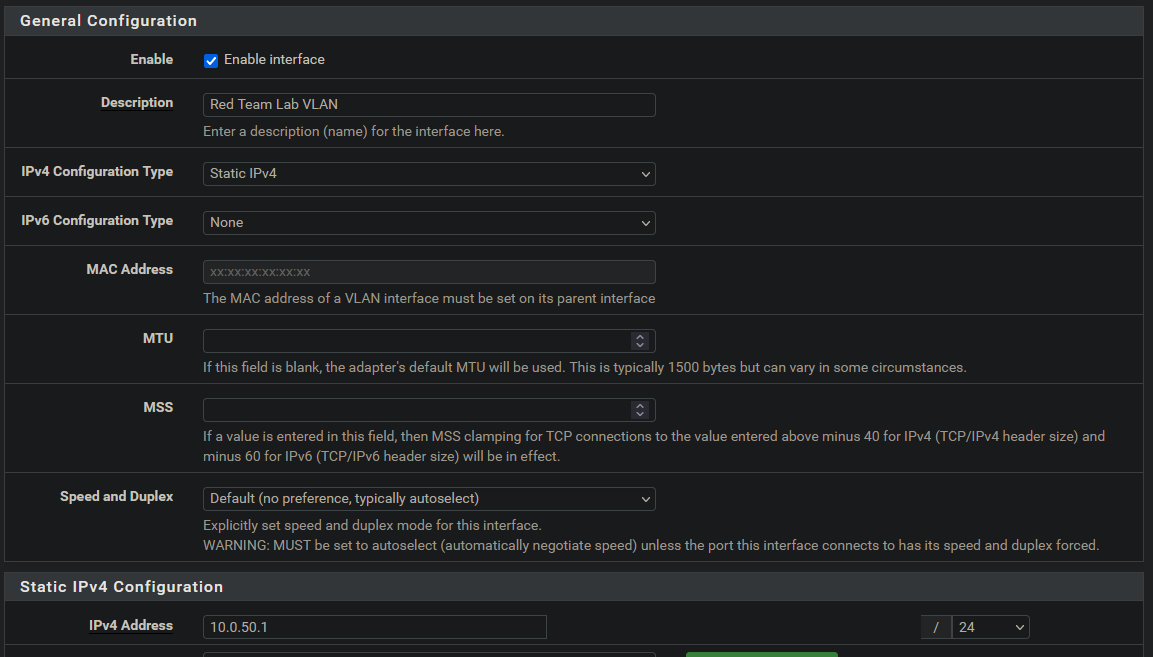 General Configuration
Enable
Enable interface
Description
Red Team Lab VLAN
Enter a description (name) for the interface here.
IPv4 Configuration Type
Static IPv4
IPv6 Configuration Type
None
MAC Address
xx:xx:xx:xx:xx:xx
The MAC address of a VLAN interface must be set on its parent interface
MTU
If this field is blank, the adapter's default MTU will be used. This is typically 1500 bytes but can vary in some circumstances.
MSS
If a value is entered in this field, then MSS clamping for TCP connections to the value entered above minus 40 for IPv4 (TCP/IPv4 header size) and
minus 60 for IPv6 (TCP/IPv6 header size) will be in effect.
Speed and Duplex
Default (no preference, typically autoselect)
Explicitly set speed and duplex mode for this interface.
WARNING: MUST be set to autoselect (automatically negotiate speed) unless the port this interface connects to has its speed and duplex forced.
Static IPv4 Configuration
IPv4 Address
10.0.50.1
/ 24